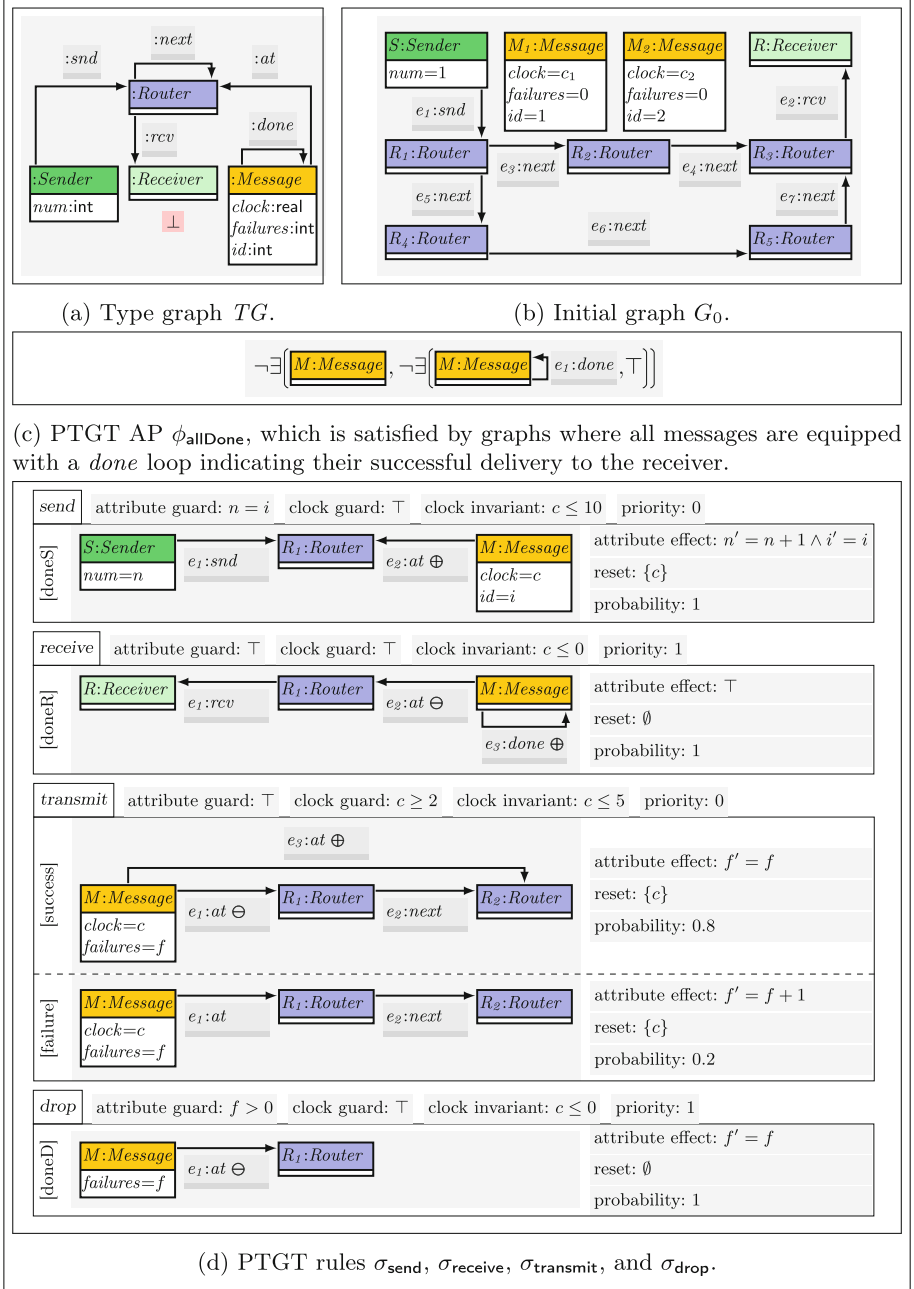 :snd
:next
:at
:Router
:rcv
:done
:Sender
num:int
:Receiver
⊥
:Message
clock:real
failures:int
id:int
(a) Type graph TG.
S:Sender
num=1
M₁:Message
clock=c₁
failures=0
id=1
M₂:Message
clock=c₂
failures=0
id=2
R:Receiver
e₁:snd
e₂:rcv
R₁:Router
e₃:next
R₂:Router
e₄:next
R₃:Router
e₅:next
e₇:next
R₄:Router
e₆:next
R₅:Router
(b) Initial graph G₀.
¬∃(M:Message, ¬∃(M:Message e₁:done, ⊤))
(c) PTGT AP ϕallDone, which is satisfied by graphs where all messages are equipped
with a done loop indicating their successful delivery to the receiver.
send attribute guard: n = i clock guard: ⊤ clock invariant: c ≤ 10 priority: 0
[doneS]
S:Sender
num=n
e₁:snd
R₁:Router
e₂:at ⊕
M:Message
clock=c
id=i
attribute effect: n′ = n + 1 ∧ i′ = i
reset: {c}
probability: 1
receive attribute guard: ⊤ clock guard: ⊤ clock invariant: c ≤ 0 priority: 1
[doneR]
R:Receiver
e₁:rcv
R₁:Router
e₂:at ⊖
M:Message
e₃:done ⊕
attribute effect: ⊤
reset: ∅
probability: 1
transmit attribute guard: ⊤ clock guard: c ≥ 2 clock invariant: c ≤ 5 priority: 0
[success]
e₃:at ⊕
M:Message
clock=c
failures=f
e₁:at ⊖
R₁:Router
e₂:next
R₂:Router
attribute effect: f′ = f
reset: {c}
probability: 0.8
[failure]
M:Message
clock=c
failures=f
e₁:at
R₁:Router
e₂:next
R₂:Router
attribute effect: f′ = f + 1
reset: {c}
probability: 0.2
drop attribute guard: f > 0 clock guard: ⊤ clock invariant: c ≤ 0 priority: 1
[doneD]
M:Message
failures=f
e₁:at ⊖
R₁:Router
attribute effect: f′ = f
reset: ∅
probability: 1
(d) PTGT rules σsend, σreceive, σtransmit, and σdrop.